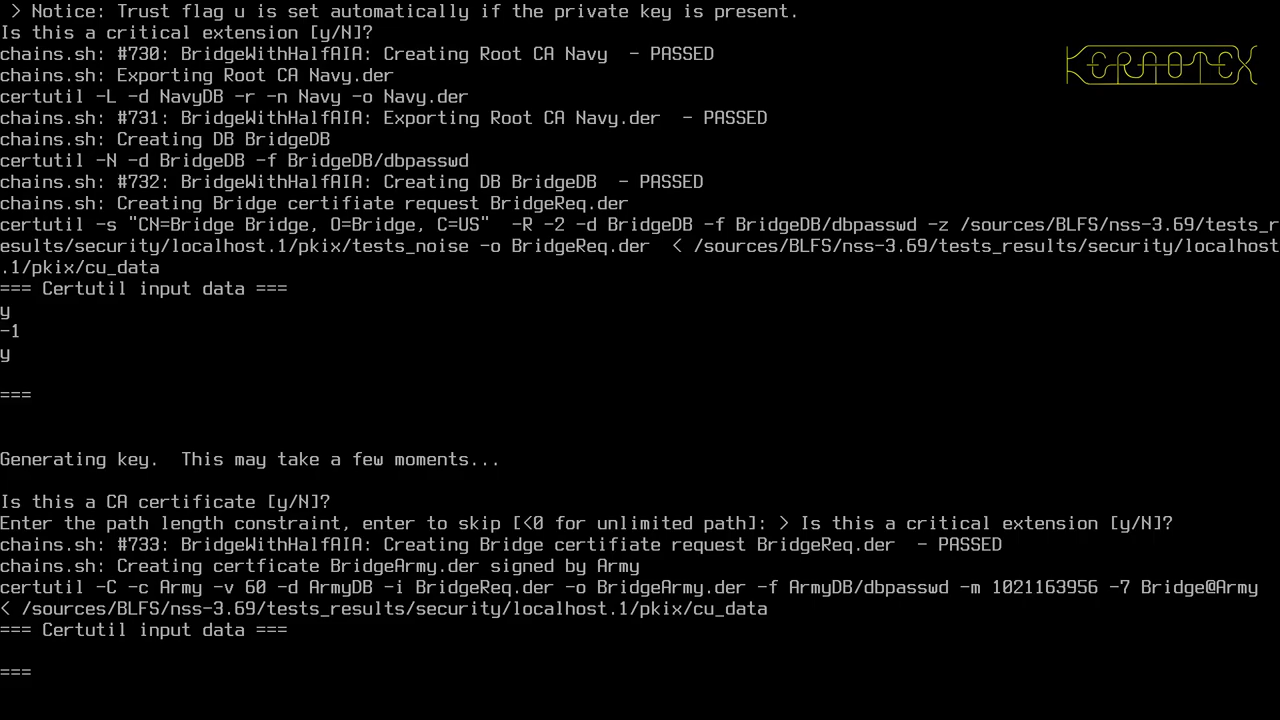 > Notice: Trust flag u is set automatically if the private key is present.
Is this a critical extension [y/N]?
chains.sh: #730: BridgeWithHalfAIA: Creating Root CA Navy  - PASSED
chains.sh: Exporting Root CA Navy.der
certutil -L -d NavyDB -r -n Navy -o Navy.der
chains.sh: #731: BridgeWithHalfAIA: Exporting Root CA Navy.der  - PASSED
chains.sh: Creating DB BridgeDB
certutil -N -d BridgeDB -f BridgeDB/dbpasswd
chains.sh: #732: BridgeWithHalfAIA: Creating DB BridgeDB  - PASSED
chains.sh: Creating Bridge certifiate request BridgeReq.der
certutil -s "CN=Bridge Bridge, O=Bridge, C=US"  -R -2 -d BridgeDB -f BridgeDB/dbpasswd -z /sources/BLFS/nss-3.69/tests_r
esults/security/localhost.1/pkix/tests_noise -o BridgeReq.der  < /sources/BLFS/nss-3.69/tests_results/security/localhost
.1/pkix/cu_data
=== Certutil input data ===
y
-1
y
===
Generating key.  This may take a few moments...
Is this a CA certificate [y/N]?
Enter the path length constraint, enter to skip [<0 for unlimited path]: > Is this a critical extension [y/N]?
chains.sh: #733: BridgeWithHalfAIA: Creating Bridge certifiate request BridgeReq.der  - PASSED
chains.sh: Creating certficate BridgeArmy.der signed by Army
certutil -C -c Army -v 60 -d ArmyDB -i BridgeReq.der -o BridgeArmy.der -f ArmyDB/dbpasswd -m 1021163956 -7 Bridge@Army
< /sources/BLFS/nss-3.69/tests_results/security/localhost.1/pkix/cu_data
=== Certutil input data ===
===